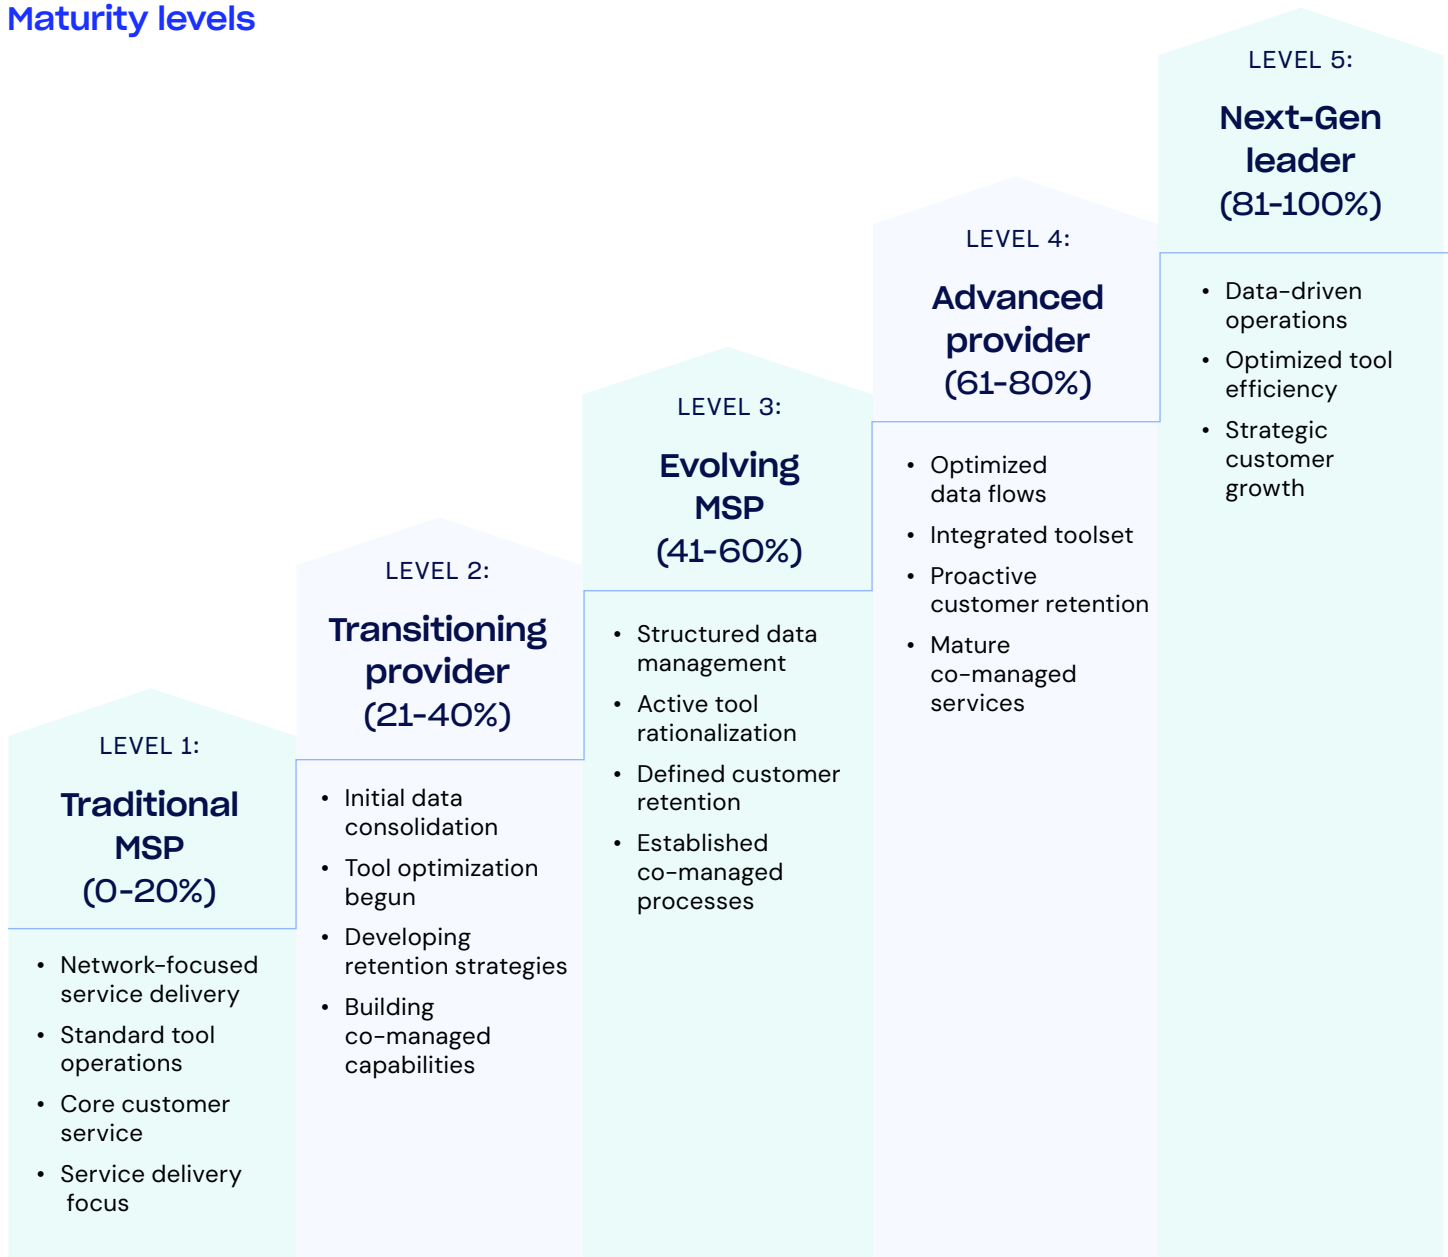 Maturity levels
LEVEL 1:
Traditional
MSP
(0-20%)
• Network-focused
service delivery
• Standard tool
operations
• Core customer
service
• Service delivery
focus
LEVEL 2:
Transitioning
provider
(21-40%)
• Initial data
consolidation
• Tool optimization
begun
• Developing
retention strategies
• Building
co-managed
capabilities
LEVEL 3:
Evolving
MSP
(41-60%)
• Structured data
management
• Active tool
rationalization
• Defined customer
retention
• Established
co-managed
processes
LEVEL 4:
Advanced
provider
(61-80%)
• Optimized
data flows
• Integrated toolset
• Proactive
customer retention
• Mature
co-managed
services
LEVEL 5:
Next-Gen
leader
(81-100%)
• Data-driven
operations
• Optimized tool
efficiency
• Strategic
customer
growth